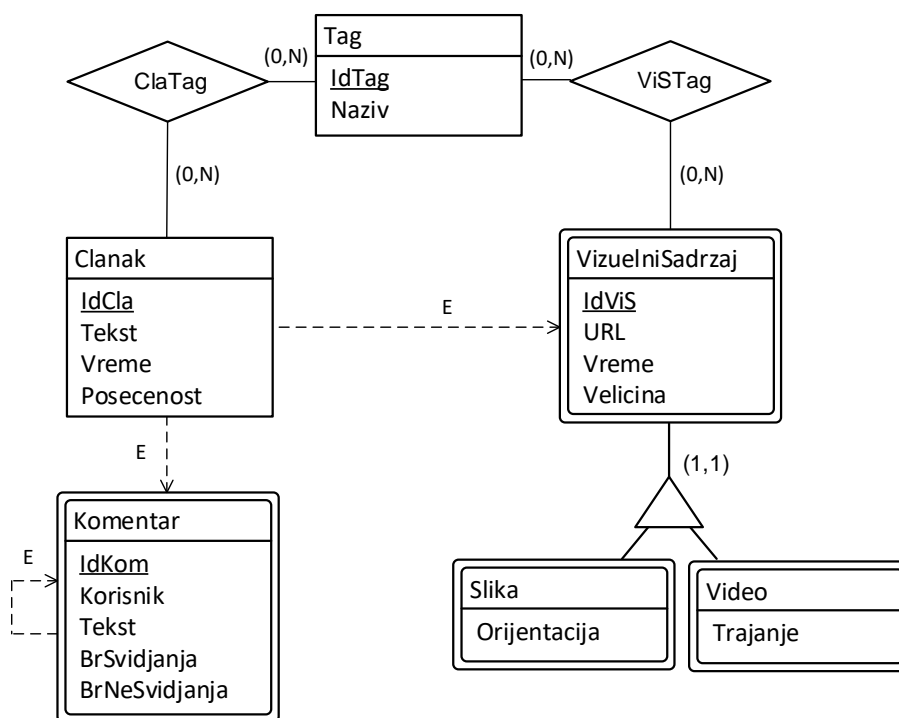 Tag
IdTag
Naziv
(0,N)
(0,N)
ClaTag
ViSTag
(0,N)
(0,N)
Clanak
IdCla
Tekst
Vreme
Posecenost
E
VizuelniSadrzaj
IdViS
URL
Vreme
Velicina
E
(1,1)
Komentar
IdKom
Korisnik
Tekst
BrSvidjanja
BrNeSvidjanja
E
Slika
Orijentacija
Video
Trajanje